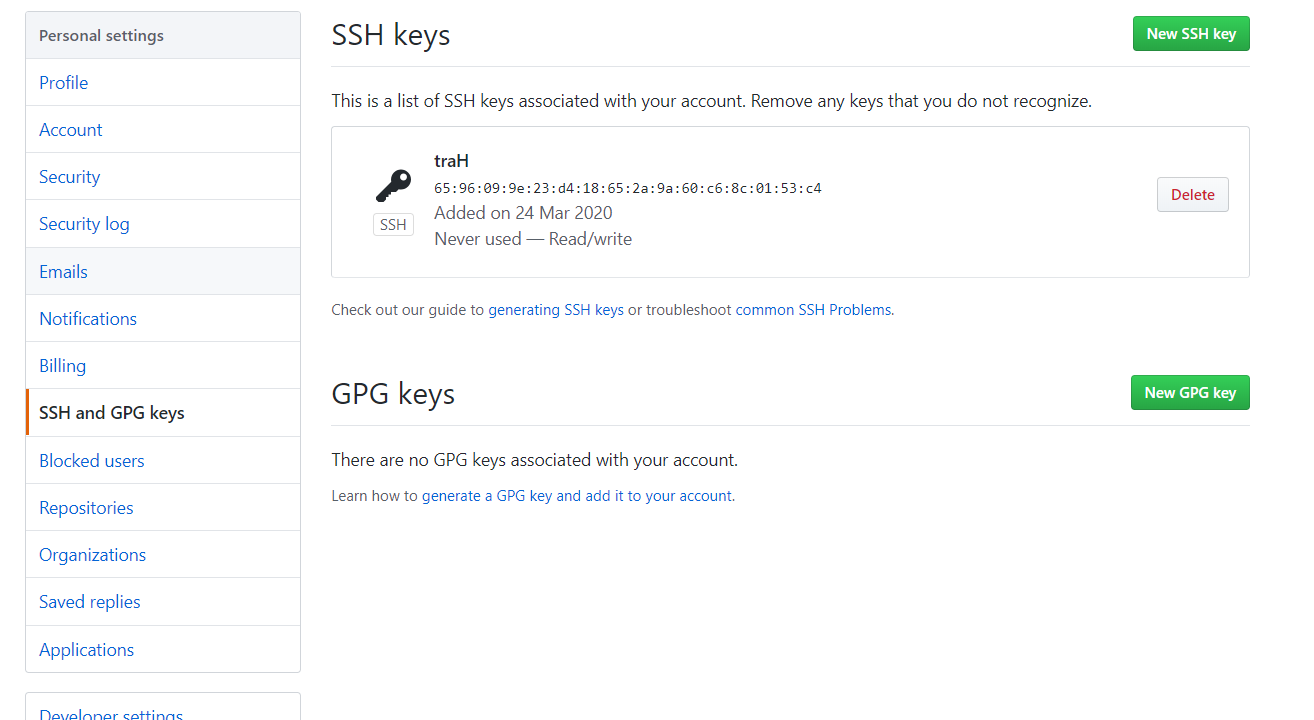 Personal settings
Profile
Account
Security
Security log
Emails
Notifications
Billing
SSH and GPG keys
Blocked users
Repositories
Organizations
Saved replies
Applications
Developer settings
SSH keys
New SSH key
This is a list of SSH keys associated with your account. Remove any keys that you do not recognize.
traH
65:96:09:9e:23:d4:18:65:2a:9a:60:c6:8c:01:53:c4
Added on 24 Mar 2020
Never used — Read/write
SSH
Delete
Check out our guide to generating SSH keys or troubleshoot common SSH Problems.
GPG keys
New GPG key
There are no GPG keys associated with your account.
Learn how to generate a GPG key and add it to your account.